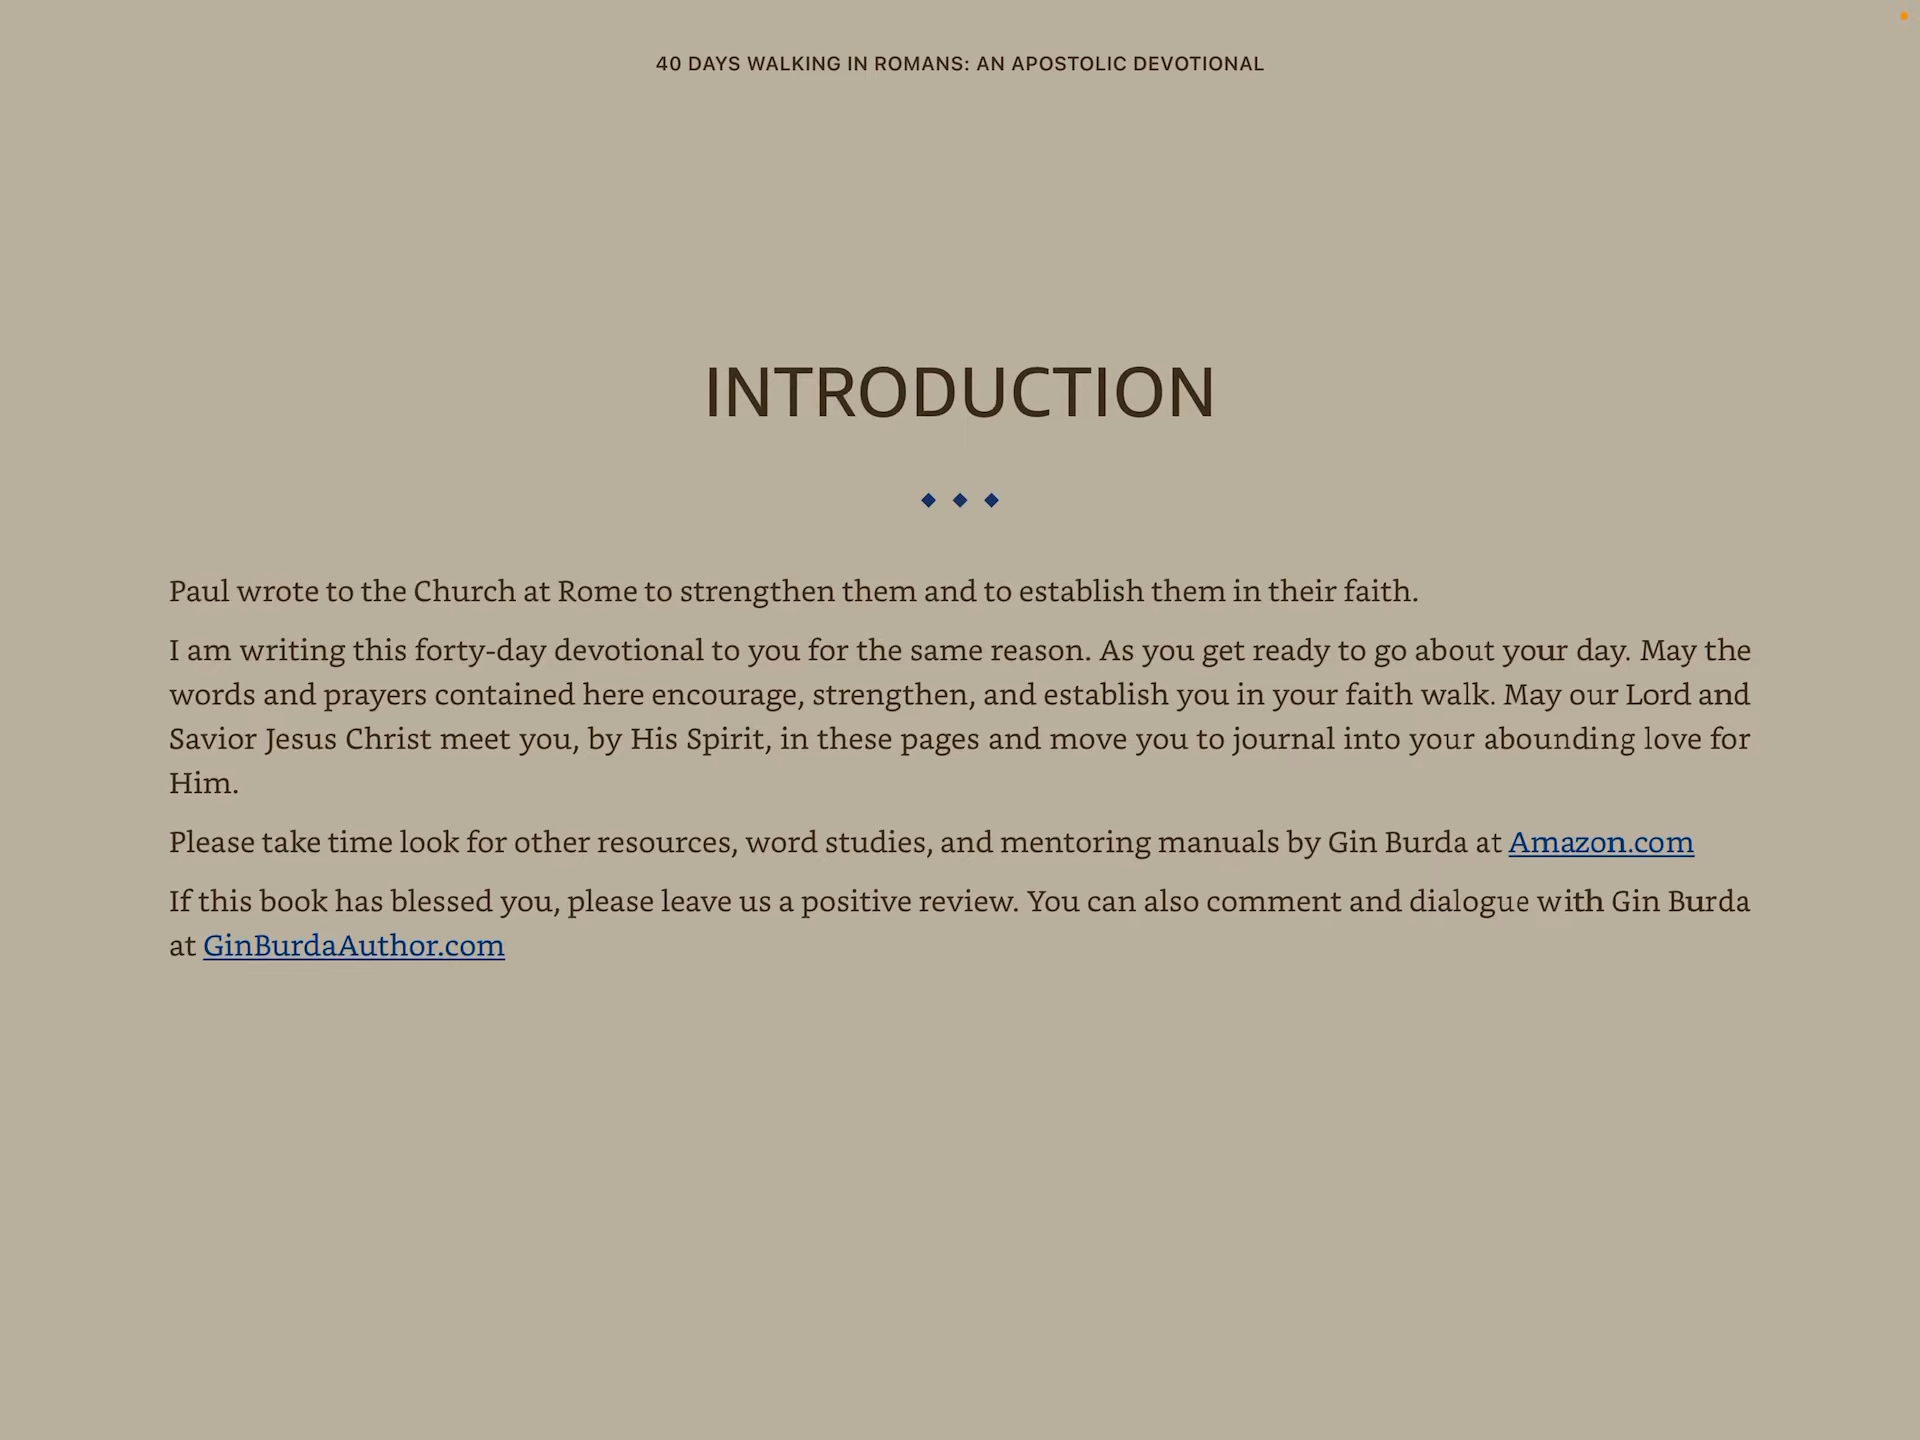 40 DAYS WALKING IN ROMANS: AN APOSTOLIC DEVOTIONAL
INTRODUCTION
Paul wrote to the Church at Rome to strengthen them and to establish them in their faith.
I am writing this forty-day devotional to you for the same reason. As you get ready to go about your day. May the
words and prayers contained here encourage, strengthen, and establish you in your faith walk. May our Lord and
Savior Jesus Christ meet you, by His Spirit, in these pages and move you to journal into your abounding love for
Him.
Please take time look for other resources, word studies, and mentoring manuals by Gin Burda at Amazon.com
If this book has blessed you, please leave us a positive review. You can also comment and dialogue with Gin Burda
at GinBurdaAuthor.com